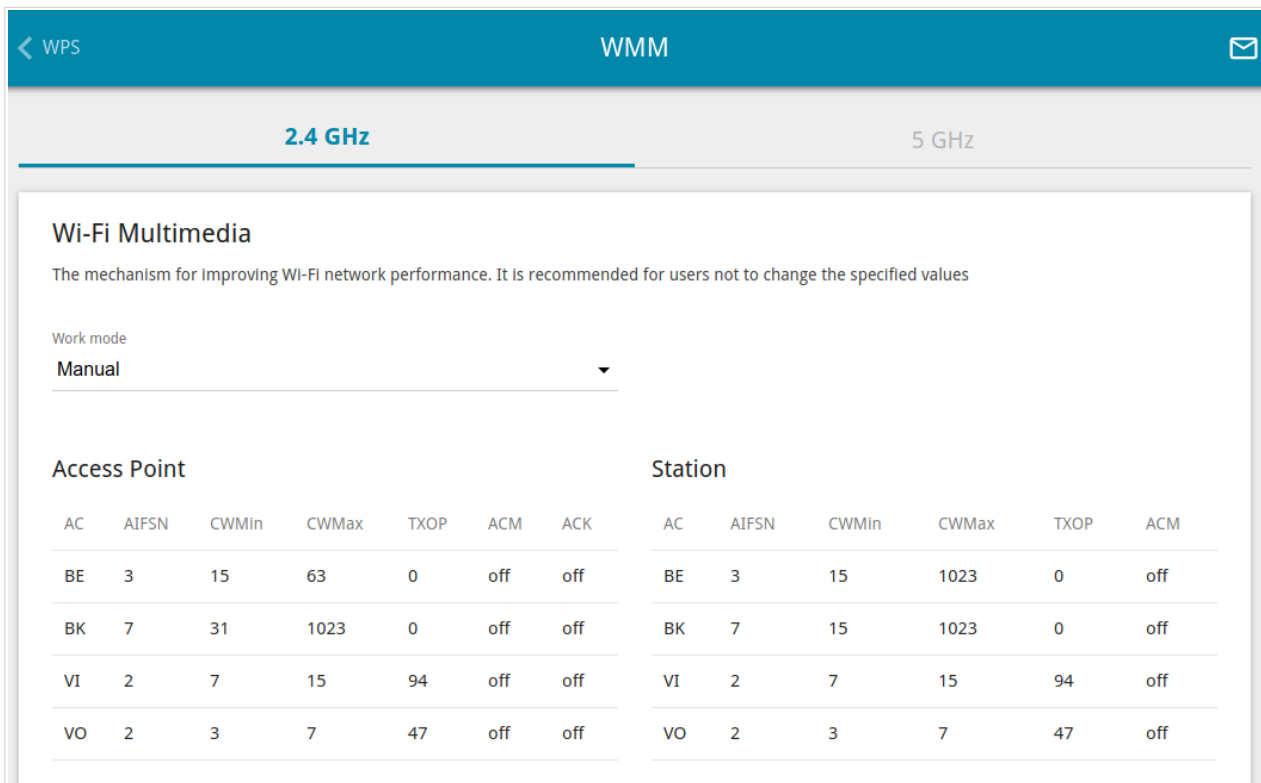 WPS WMM
2.4 GHz 5 GHz
Wi-Fi Multimedia
The mechanism for improving Wi-Fi network performance. It is recommended for users not to change the specified values
Work mode
Manual
Access Point
AC AIFSN CWMin CWMax TXOP ACM ACK
BE 3 15 63 0 off off
BK 7 31 1023 0 off off
VI 2 7 15 94 off off
VO 2 3 7 47 off off
Station
AC AIFSN CWMin CWMax TXOP ACM
BE 3 15 1023 0 off
BK 7 15 1023 0 off
VI 2 7 15 94 off
VO 2 3 7 47 off